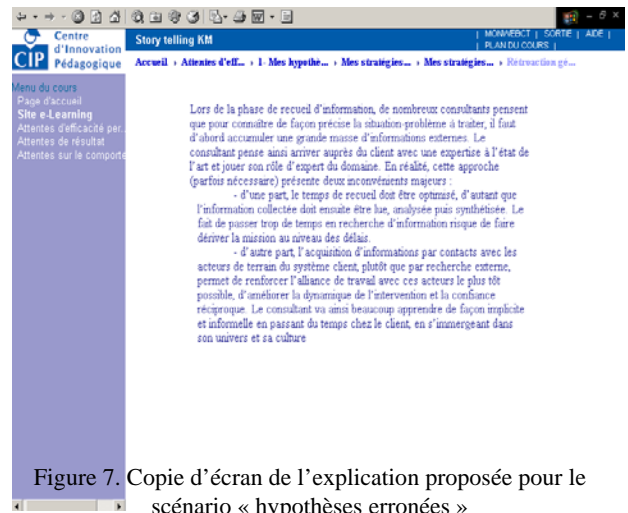 Centre
d'Innovation
Pédagogique
CIP
Story telling KM
| MONWEBCT | SORTIE | AIDE |
| PLAN DU COURS |
Accueil › Attentes d'eff... › 1- Mes hypothè... › Mes stratégies... › Mes stratégies... › Rétroaction gé...
Menu du cours
Page d'accueil
Site e-Learning
Attentes d'efficacité per.
Attentes de résultat
Attentes sur le comporte
Lors de la phase de recueil d'information, de nombreux consultants pensent
que pour connaître de façon précise la situation-problème à traiter, il faut
d'abord accumuler une grande masse d'informations externes. Le
consultant pense ainsi arriver auprès du client avec une expertise à l'état de
l'art et jouer son rôle d'expert du domaine. En réalité, cette approche
(parfois nécessaire) présente deux inconvénients majeurs :
- d'une part, le temps de recueil doit être optimisé, d'autant que
l'information collectée doit ensuite être lue, analysée puis synthétisée. Le
fait de passer trop de temps en recherche d'information risque de faire
dériver la mission au niveau des délais.
- d'autre part, l'acquisition d'informations par contacts avec les
acteurs de terrain du système client, plutôt que par recherche externe,
permet de renforcer l'alliance de travail avec ces acteurs le plus tôt
possible, d'améliorer la dynamique de l'intervention et la confiance
réciproque. Le consultant va ainsi beaucoup apprendre de façon implicite
et informelle en passant du temps chez le client, en s'immergeant dans
son univers et sa culture
Figure 7. Copie d'écran de l'explication proposée pour le
scénario « hypothèses erronées »